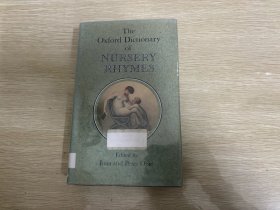 The
Oxford Dictionary
of
NURSERY
RHYMES
Edited by
Iona and Peter Opie